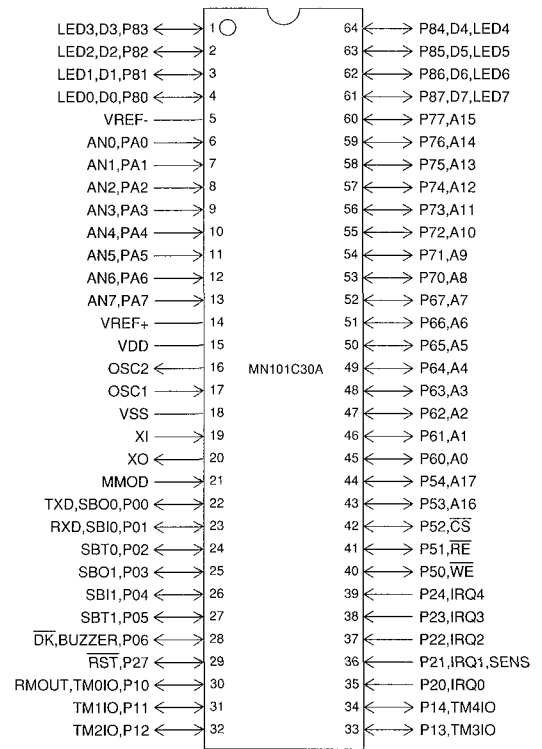 LED3,D3,P83 1 64 P84,D4,LED4
LED2,D2,P82 2 63 P85,D5,LED5
LED1,D1,P81 3 62 P86,D6,LED6
LED0,D0,P80 4 61 P87,D7,LED7
VREF- 5 60 P77,A15
AN0,PA0 6 59 P76,A14
AN1,PA1 7 58 P75,A13
AN2,PA2 8 57 P74,A12
AN3,PA3 9 56 P73,A11
AN4,PA4 10 55 P72,A10
AN5,PA5 11 54 P71,A9
AN6,PA6 12 53 P70,A8
AN7,PA7 13 52 P67,A7
VREF+ 14 51 P66,A6
VDD 15 50 P65,A5
OSC2 16 MN101C30A 49 P64,A4
OSC1 17 48 P63,A3
VSS 18 47 P62,A2
XI 19 46 P61,A1
XO 20 45 P60,A0
MMOD 21 44 P54,A17
TXD,SBO0,P00 22 43 P53,A16
RXD,SBI0,P01 23 42 P52,C̅S̅
SBT0,P02 24 41 P51,R̅E̅
SBO1,P03 25 40 P50,W̅E̅
SBI1,P04 26 39 P24,IRQ4
SBT1,P05 27 38 P23,IRQ3
D̅K̅,BUZZER,P06 28 37 P22,IRQ2
R̅S̅T̅,P27 29 36 P21,IRQ1,SENS
RMOUT,TM0IO,P10 30 35 P20,IRQ0
TM1IO,P11 31 34 P14,TM4IO
TM2IO,P12 32 33 P13,TM3IO